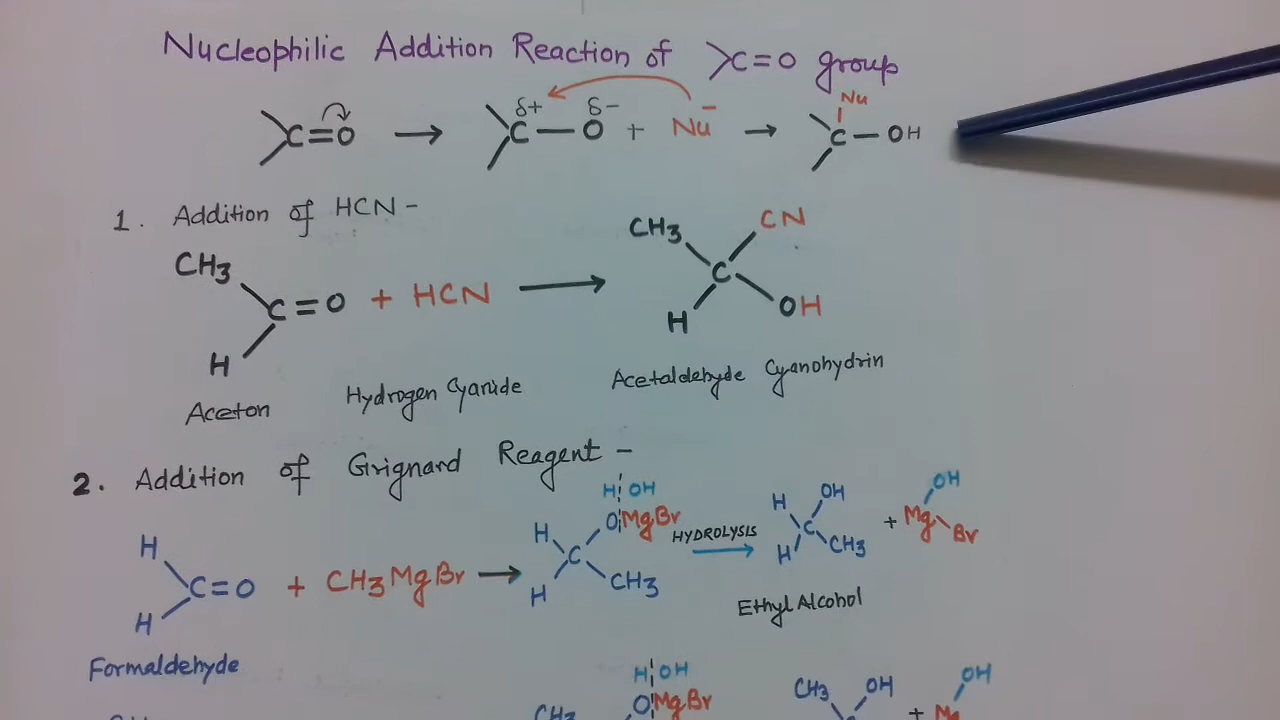 Nucleophilic Addition Reaction of >C=O group
>C=O → >C δ+ — O δ- + Nu- → >C — OH Nu
1. Addition of HCN -
CH3 H C=O + HCN → CH3 CN C H OH
Aceton Hydrogen Cyanide Acetaldehyde Cyanohydrin
2. Addition of Grignard Reagent -
H H C=O + CH3MgBr → H H C OMgBr CH3 H OH HYDROLYSIS H OH C H CH3 + OH Mg Br
Ethyl Alcohol
Formaldehyde
H OH
CH3 OMgBr CH3 OH + OH